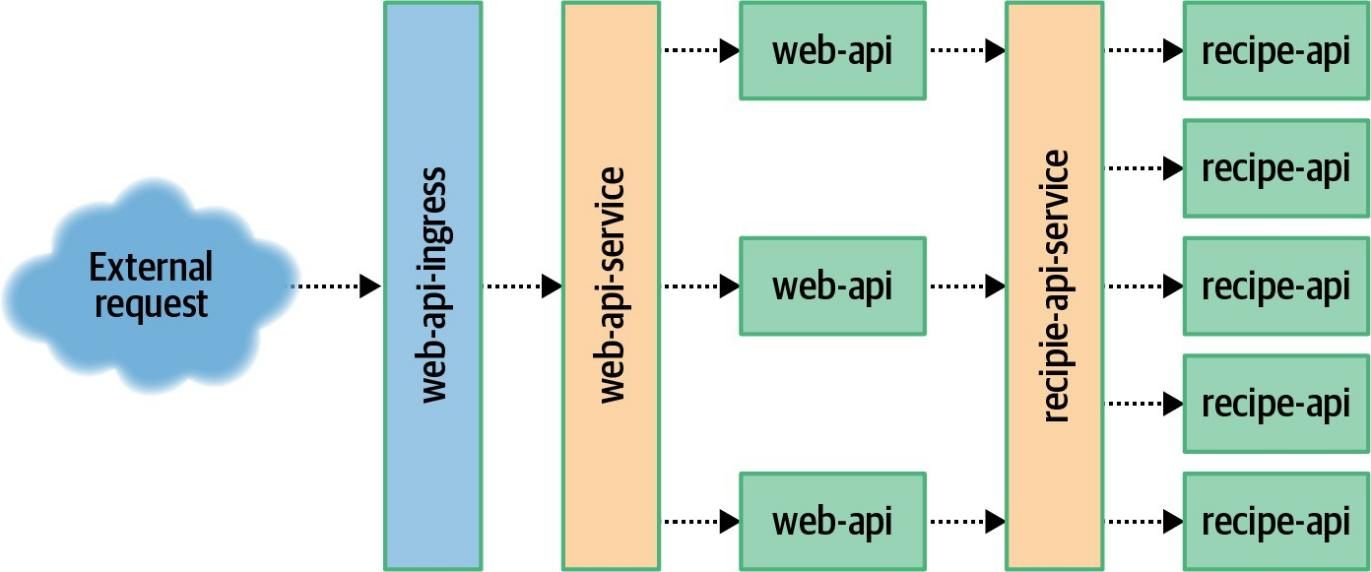 External
request
web-api-ingress
web-api-service
web-api
web-api
web-api
recipie-api-service
recipe-api
recipe-api
recipe-api
recipe-api
recipe-api